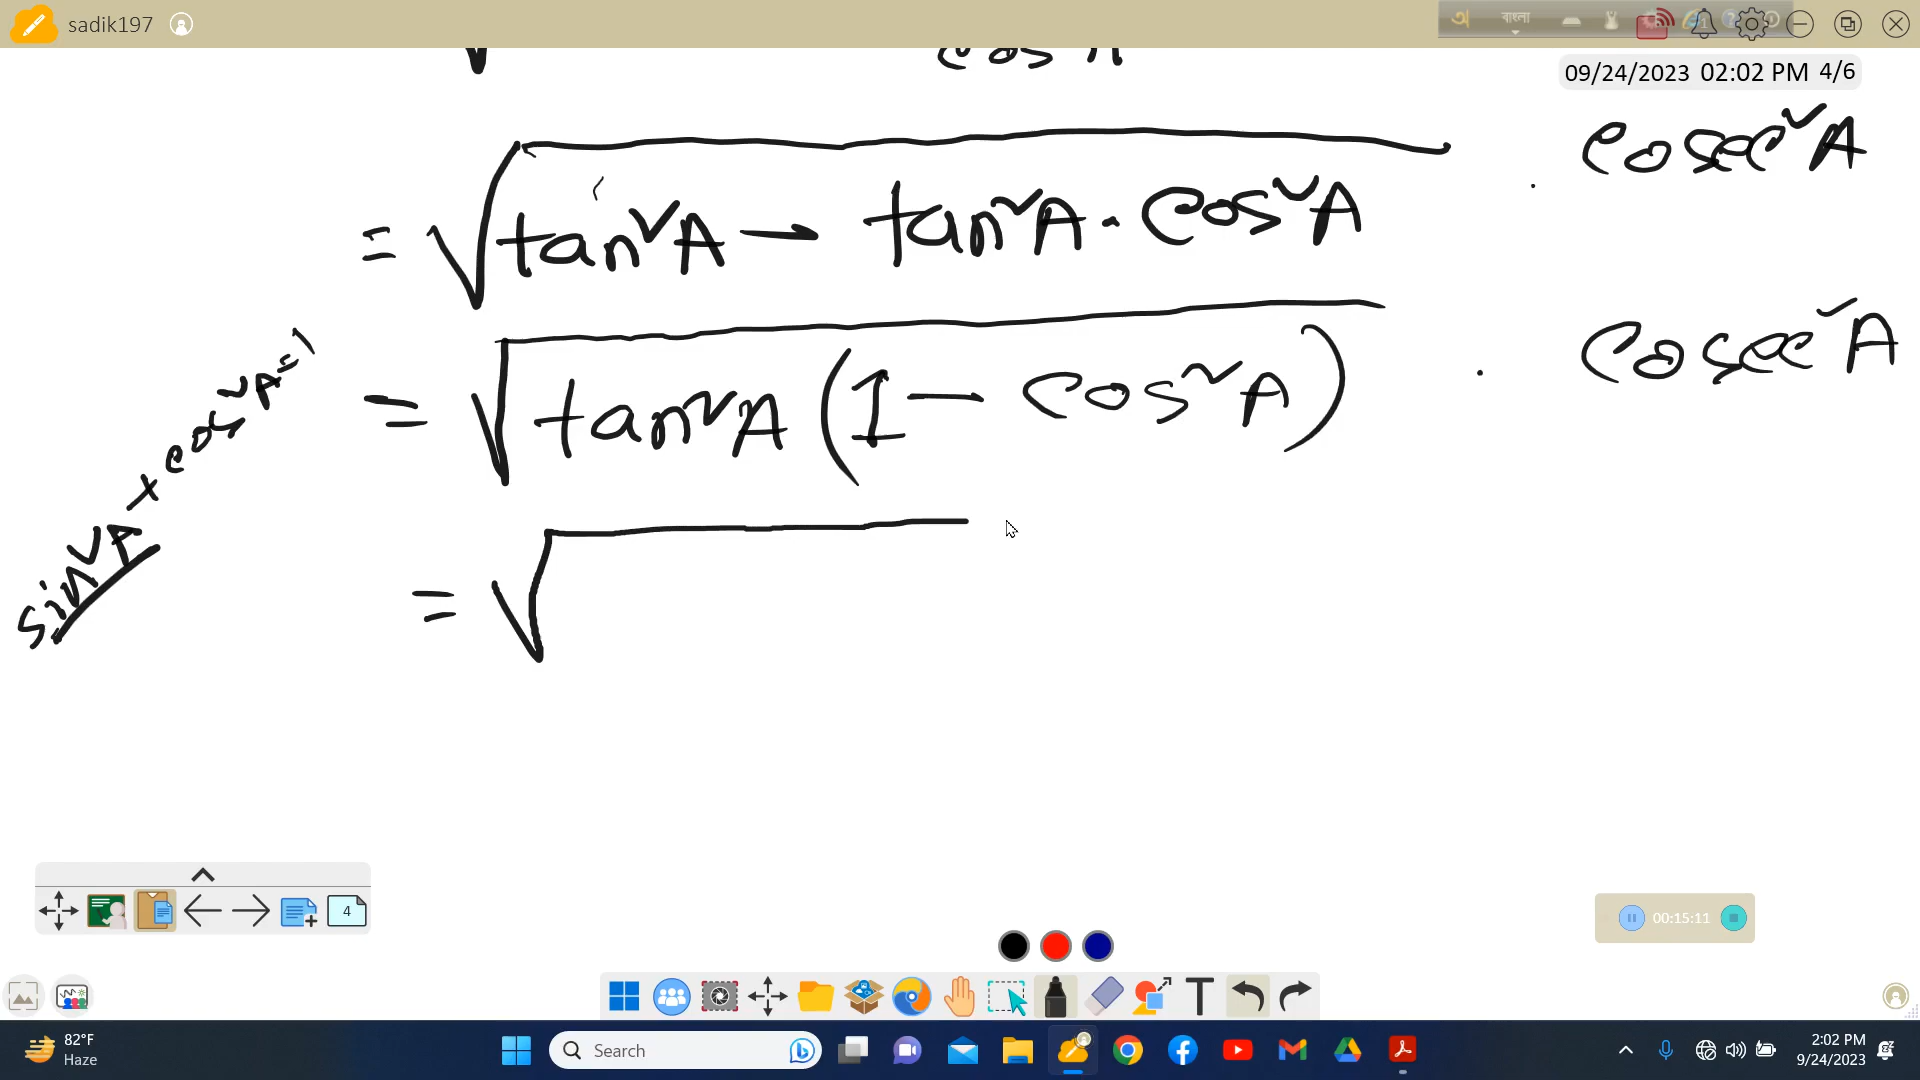 sadik197
বাংলা
09/24/2023 02:02 PM 4/6
cos A
= √tan²A - tan²A · cos²A · cosec²A
= √tan²A (1 - cos²A) · cosec²A
sin²A + cos²A = 1
= √
4
00:15:11
T
82°F
Haze
Search
2:02 PM
9/24/2023